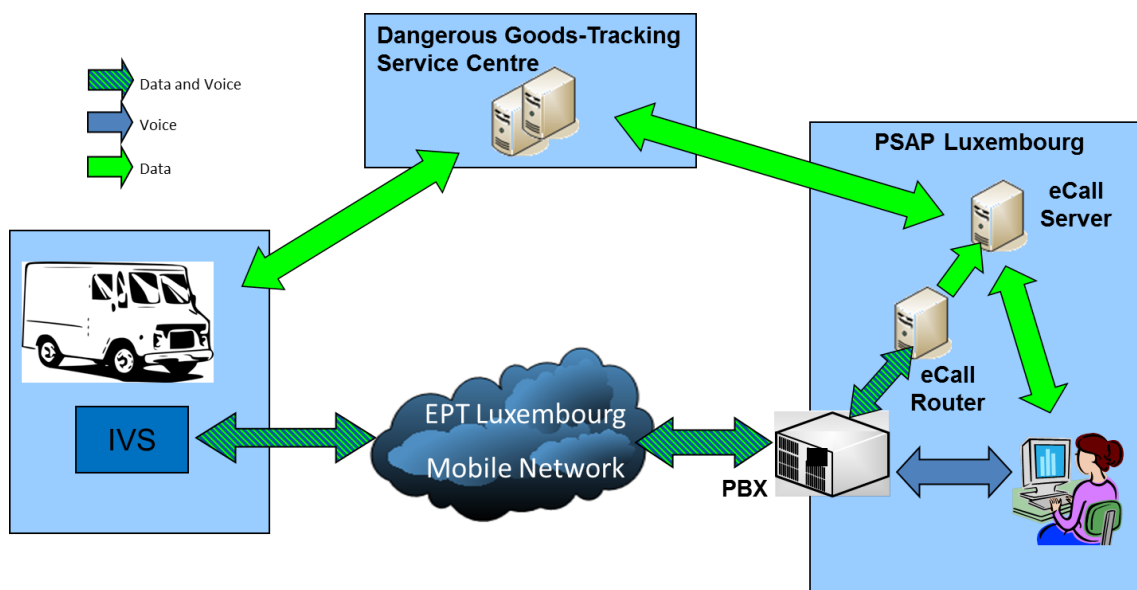 Dangerous Goods-Tracking
Service Centre
Data and Voice
Voice
Data
PSAP Luxembourg
eCall
Server
eCall
Router
IVS
EPT Luxembourg
Mobile Network
PBX